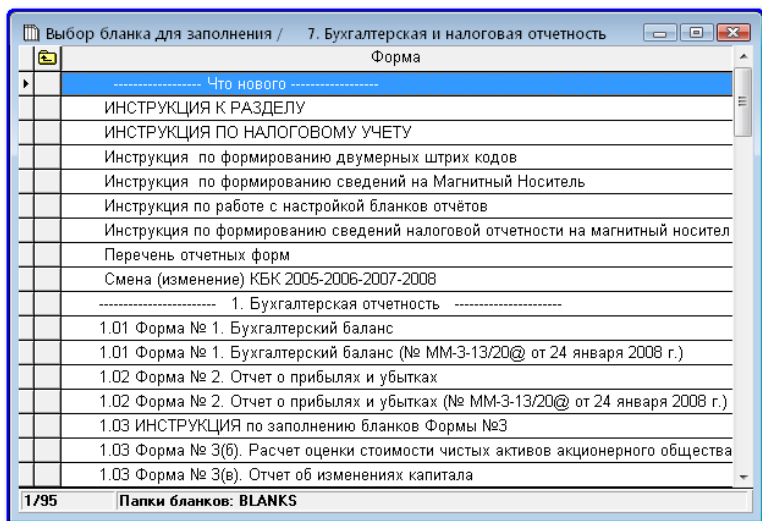 Выбор бланка для заполнения / 7. Бухгалтерская и налоговая отчетность
Форма
------------------ Что нового ------------------
ИНСТРУКЦИЯ К РАЗДЕЛУ
ИНСТРУКЦИЯ ПО НАЛОГОВОМУ УЧЕТУ
Инструкция по формированию двумерных штрих кодов
Инструкция по формированию сведений на Магнитный Носитель
Инструкция по работе с настройкой бланков отчётов
Инструкция по формированию сведений налоговой отчетности на магнитный носител
Перечень отчетных форм
Смена (изменение) КБК 2005-2006-2007-2008
------------------------ 1. Бухгалтерская отчетность ----------------------
1.01 Форма № 1. Бухгалтерский баланс
1.01 Форма № 1. Бухгалтерский баланс (№ ММ-3-13/20@ от 24 января 2008 г.)
1.02 Форма № 2. Отчет о прибылях и убытках
1.02 Форма № 2. Отчет о прибылях и убытках (№ ММ-3-13/20@ от 24 января 2008 г.)
1.03 ИНСТРУКЦИЯ по заполнению бланков Формы №3
1.03 Форма № 3(б). Расчет оценки стоимости чистых активов акционерного общества
1.03 Форма № 3(в). Отчет об изменениях капитала
1/95 Папки бланков: BLANKS